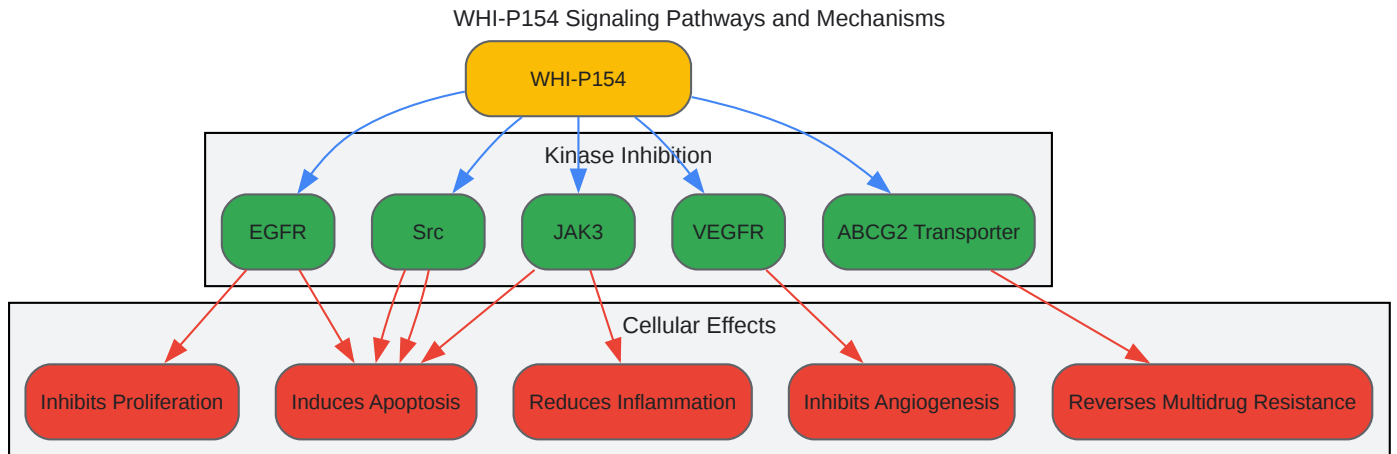 WHI-P154 Signaling Pathways and Mechanisms
WHI-P154
Kinase Inhibition
EGFR
Src
JAK3
VEGFR
ABCG2 Transporter
Cellular Effects
Inhibits Proliferation
Induces Apoptosis
Reduces Inflammation
Inhibits Angiogenesis
Reverses Multidrug Resistance